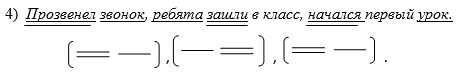 4) Прозвенел звонок, ребята зашли в класс, начался первый урок.
, , .